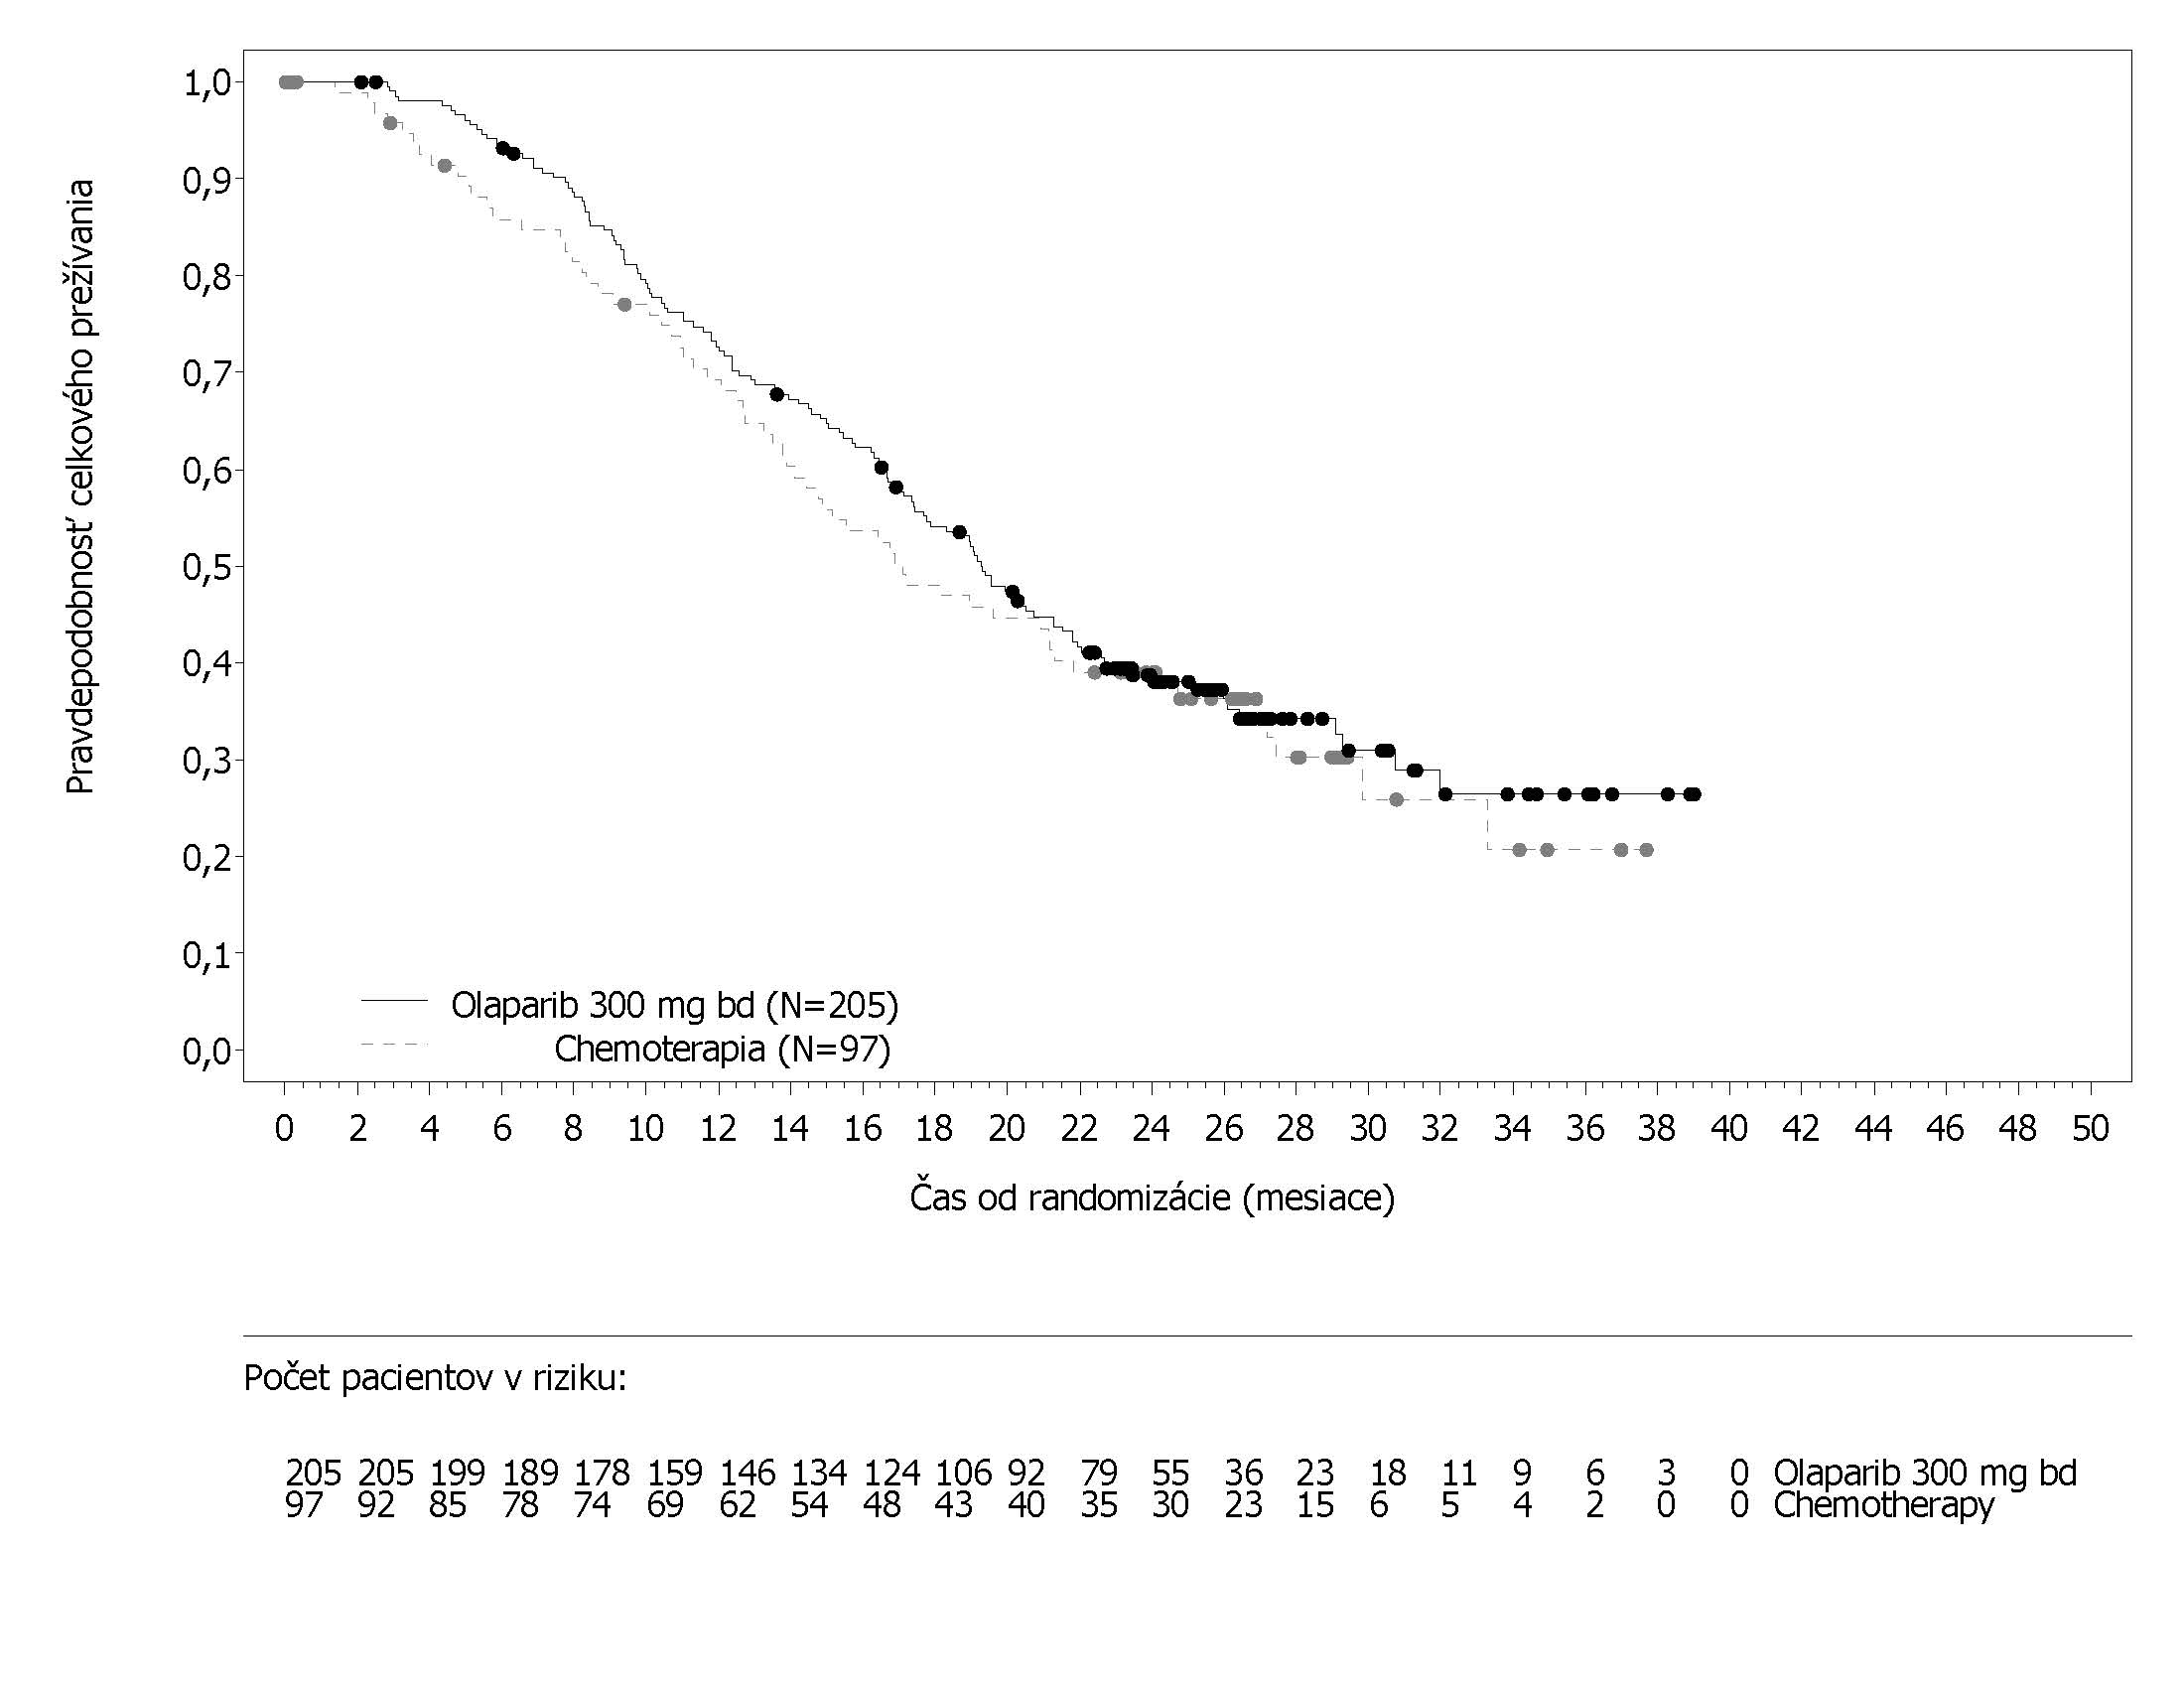 1,0
0,9
0,8
0,7
0,6
0,5
0,4
0,3
0,2
0,1
0,0
Pravdepodobnosť celkového prežívania
Olaparib 300 mg bd (N=205)
Chemoterapia (N=97)
0 2 4 6 8 10 12 14 16 18 20 22 24 26 28 30 32 34 36 38 40 42 44 46 48 50
Čas od randomizácie (mesiace)
Počet pacientov v riziku:
205 205 199 189 178 159 146 134 124 106 92 79 55 36 23 18 11 9 6 3 0 Olaparib 300 mg bd
97 92 85 78 74 69 62 54 48 43 40 35 30 23 15 6 5 4 2 0 0 Chemotherapy